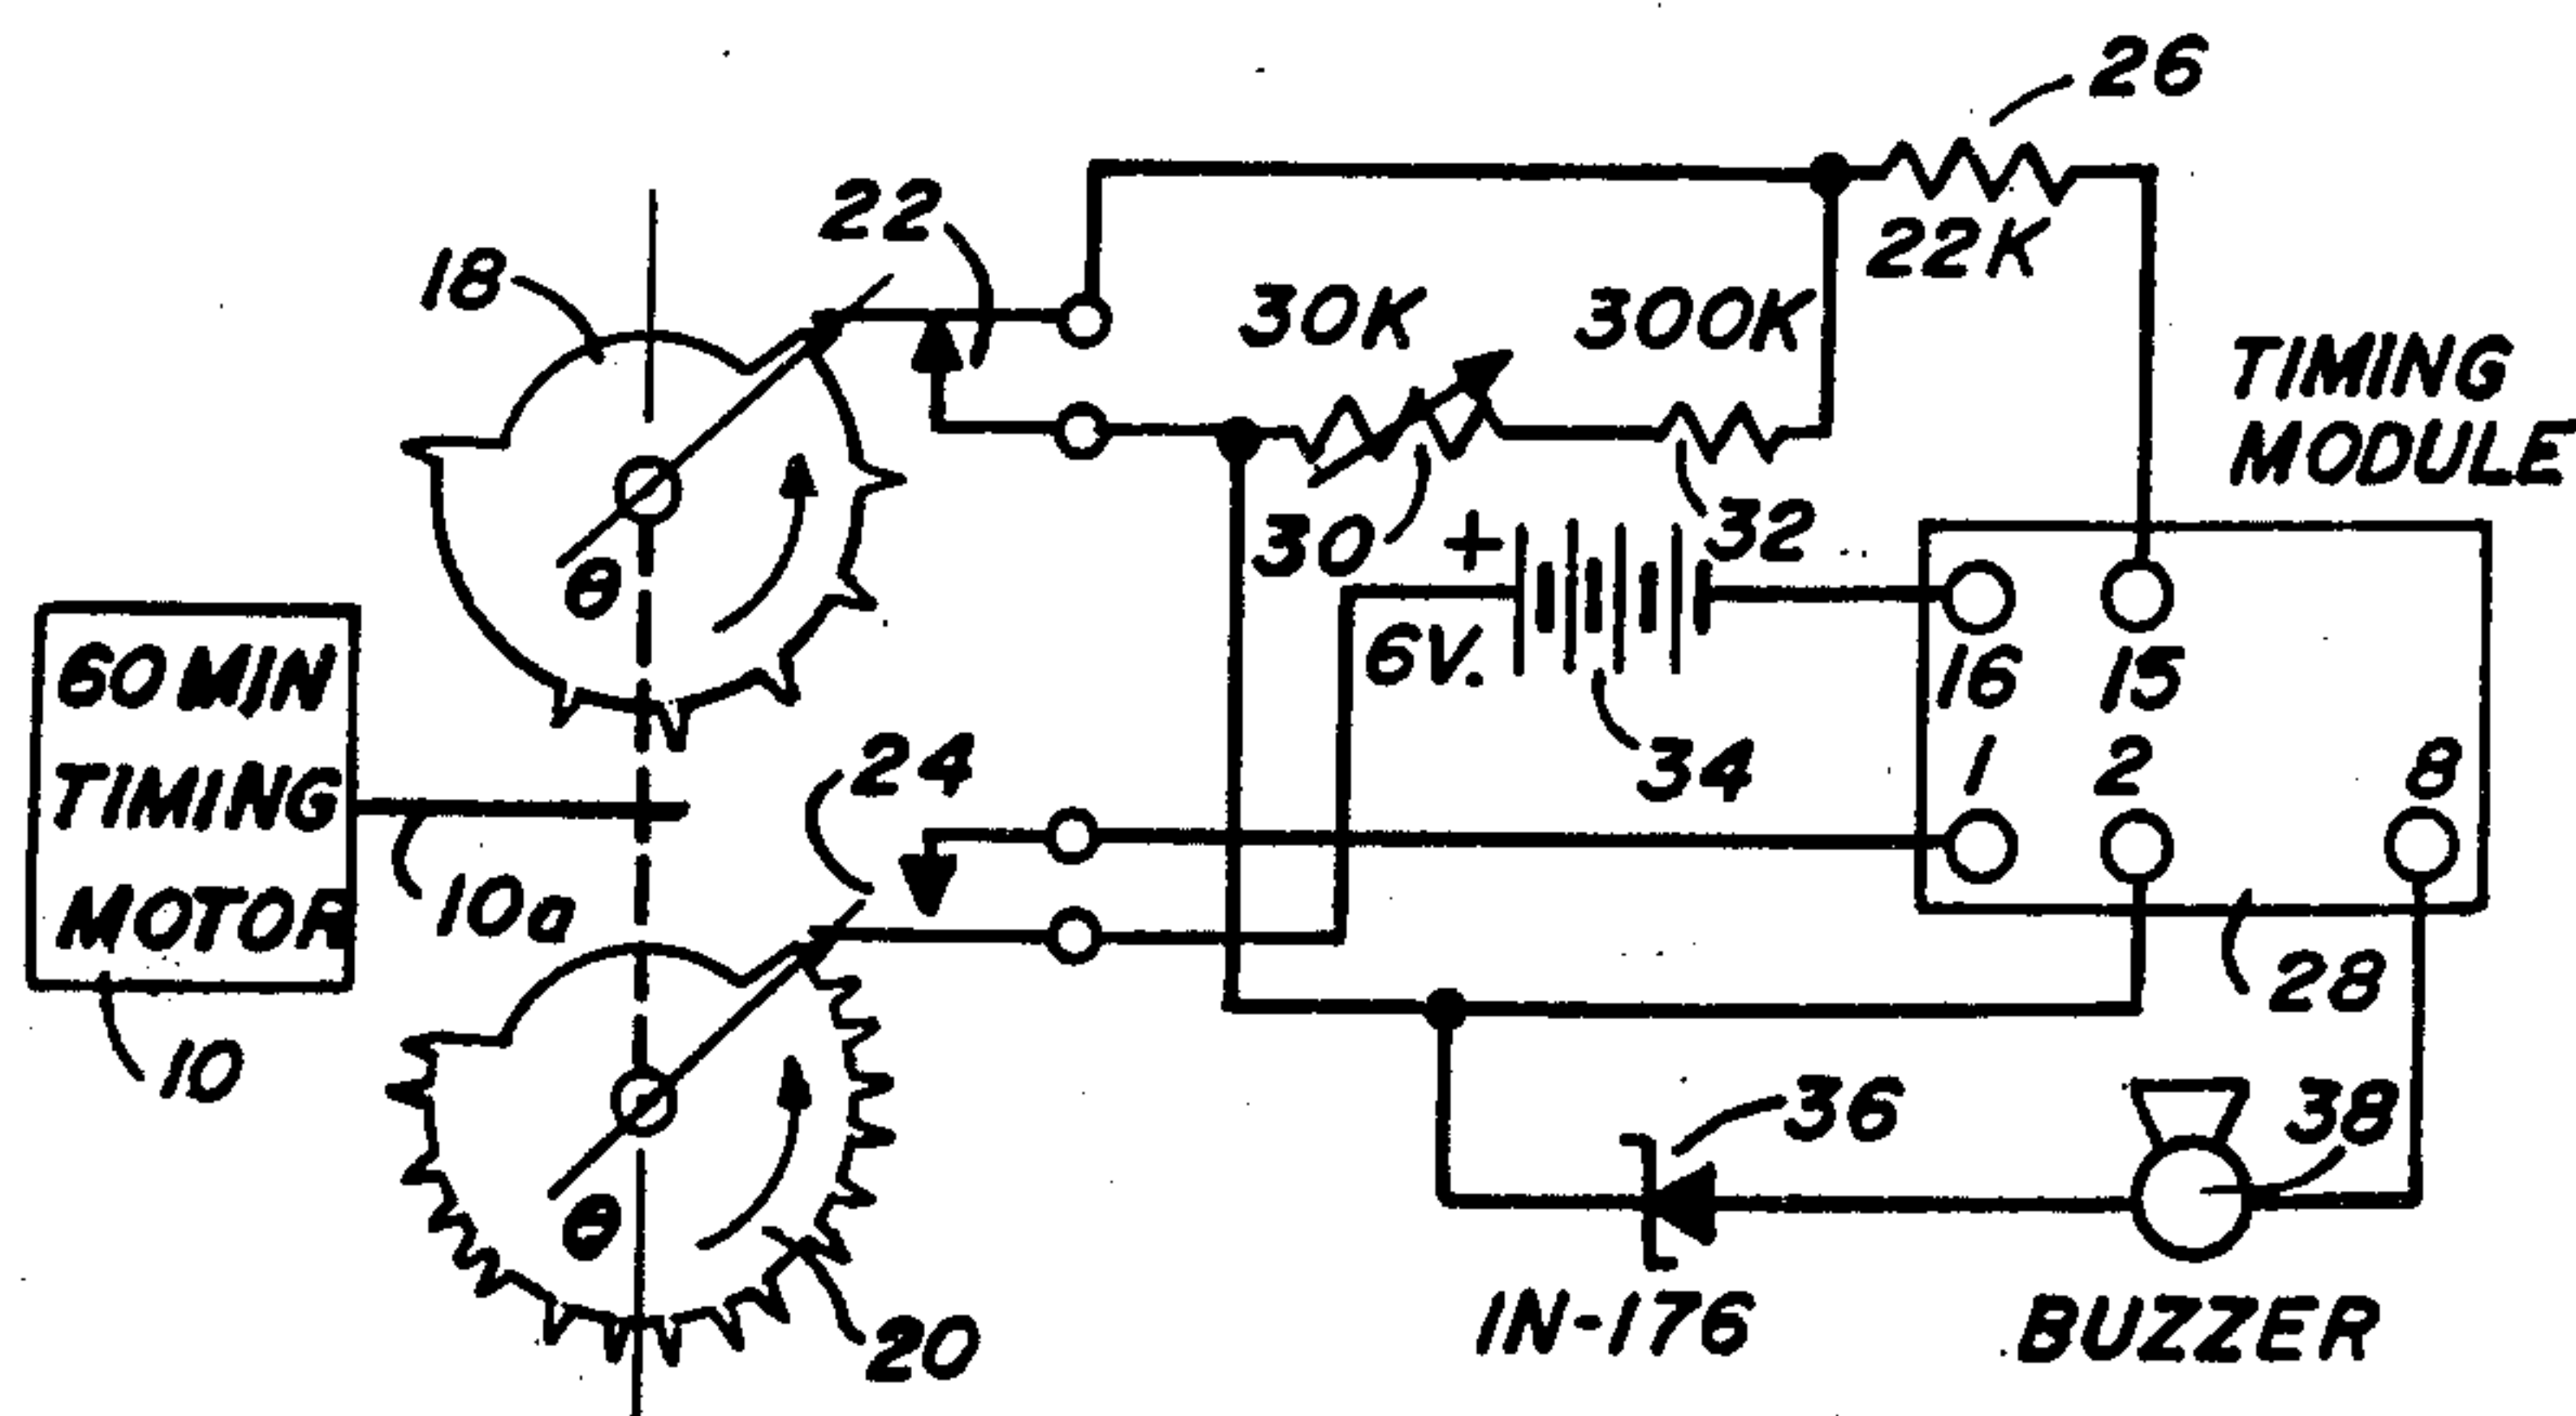 26
22
18
22K
30K
300K
TIMING
MODULE
30
+
32
θ
6V.
16
15
34
1
2
8
60 MIN
TIMING
MOTOR
24
10a
28
10
36
38
θ
20
IN-176
BUZZER